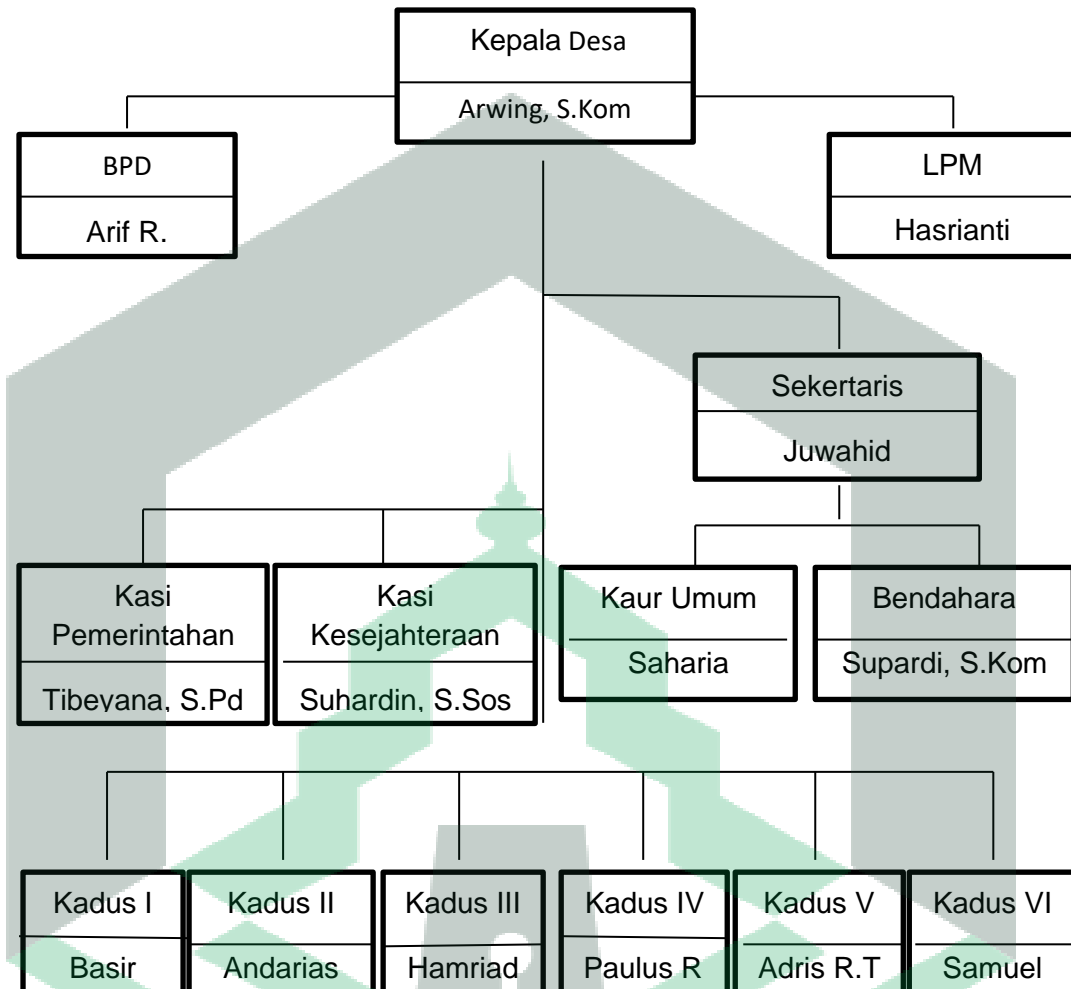 Kepala Desa
Arwing, S.Kom
BPD
Arif R.
LPM
Hasrianti
Sekertaris
Juwahid
Kasi
Pemerintahan
Tibeyana, S.Pd
Kasi
Kesejahteraan
Suhardin, S.Sos
Kaur Umum
Saharia
Bendahara
Supardi, S.Kom
Kadus I
Basir
Kadus II
Andarias
Kadus III
Hamriad
Kadus IV
Paulus R
Kadus V
Adris R.T
Kadus VI
Samuel